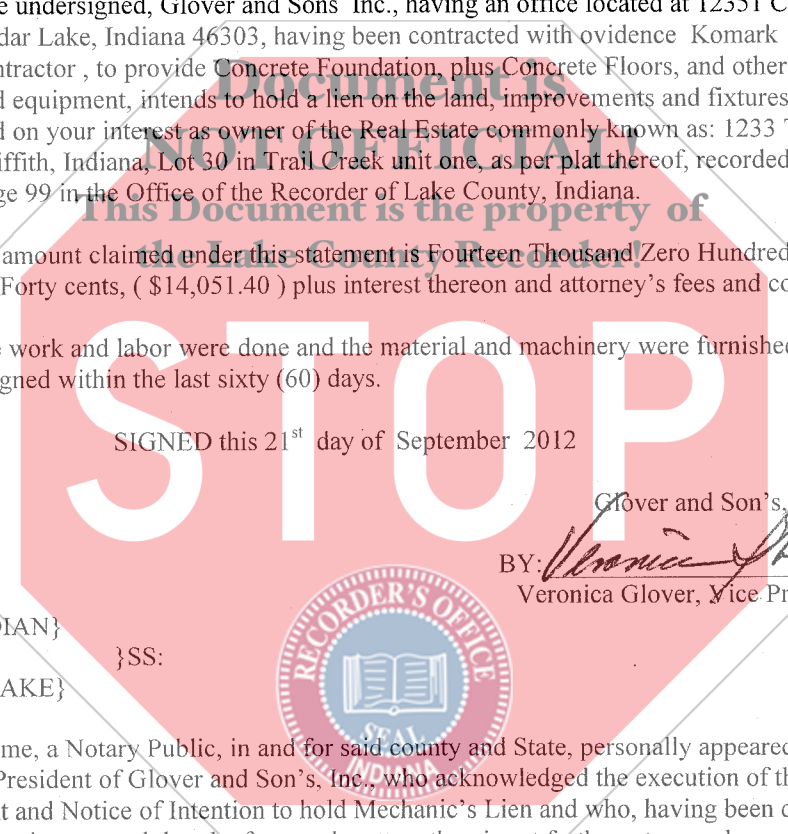 e undersigned, Glover and Sons Inc., having an office located at 12351 C
dar Lake, Indiana 46303, having been contracted with ovidence Komark
ntractor , to provide Concrete Foundation, plus Concrete Floors, and other
d equipment, intends to hold a lien on the land, improvements and fixtures
d on your interest as owner of the Real Estate commonly known as: 1233 T
iffith, Indiana, Lot 30 in Trail Creek unit one, as per plat thereof, recorded
ge 99 in the Office of the Recorder of Lake County, Indiana.
Document is
NOT OFFICIAL!
This Document is the property of
the Lake County Recorder!
amount claimed under this statement is Fourteen Thousand Zero Hundred
Forty cents, ( $14,051.40 ) plus interest thereon and attorney's fees and co
e work and labor were done and the material and machinery were furnished
gned within the last sixty (60) days.
STOP
SIGNED this 21st day of September 2012
Glover and Son's,
BY: Veronica
Veronica Glover, Vice Pr
DIAN}
}SS:
AKE}
RECORDER'S OFFICE
SEAL
INDIANA
me, a Notary Public, in and for said county and State, personally appeared
President of Glover and Son's, Inc., who acknowledged the execution of th
t and Notice of Intention to hold Mechanic's Lien and who, having been d